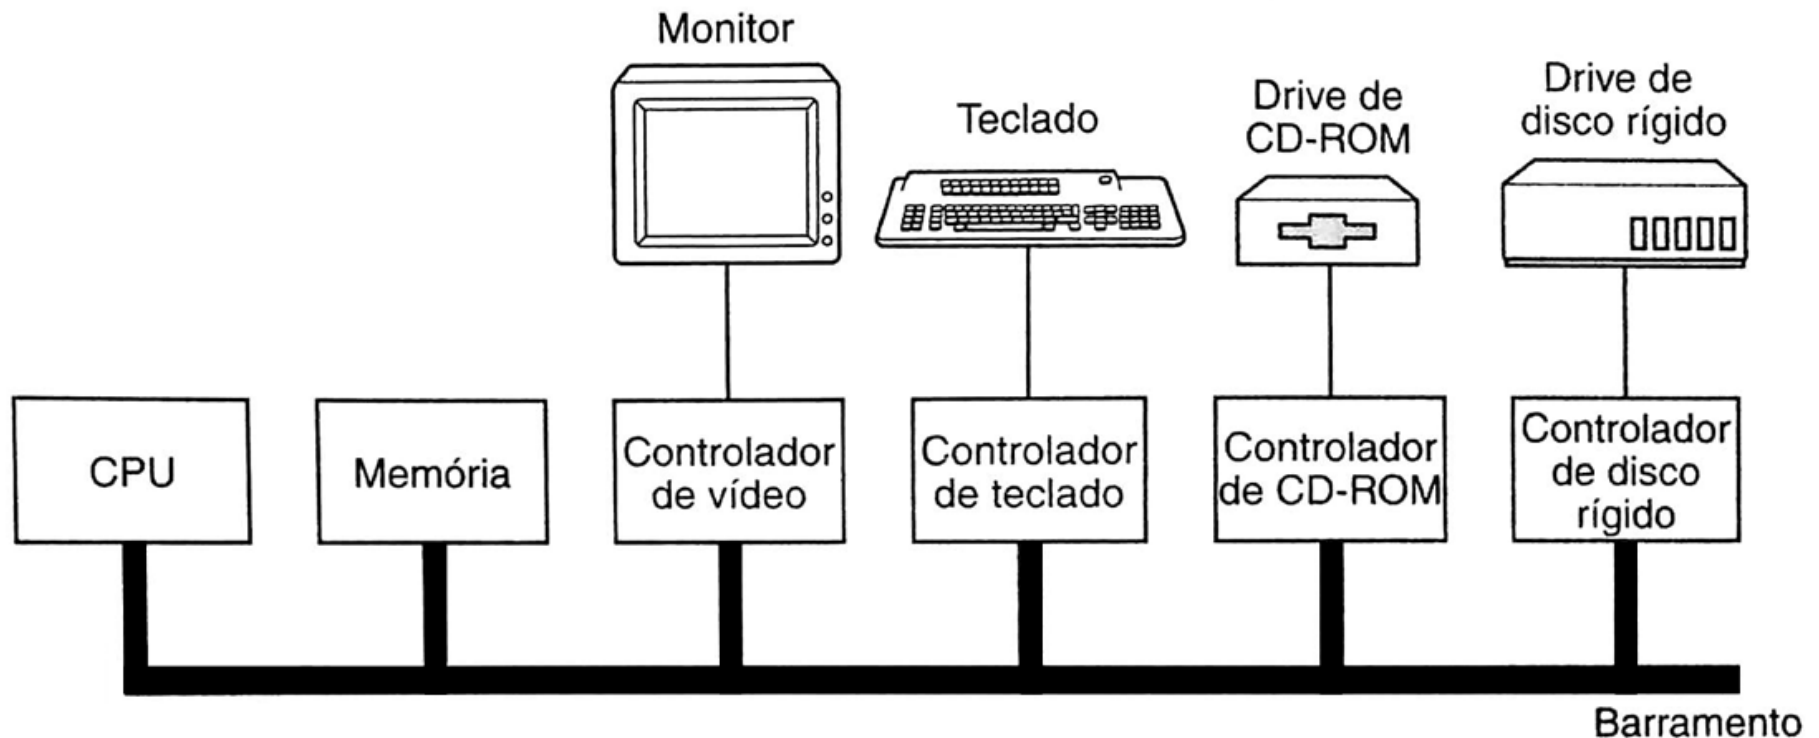 Monitor
Teclado
Drive de
CD-ROM
Drive de
disco rígido
CPU
Memória
Controlador
de vídeo
Controlador
de teclado
Controlador
de CD-ROM
Controlador
de disco
rígido
Barramento